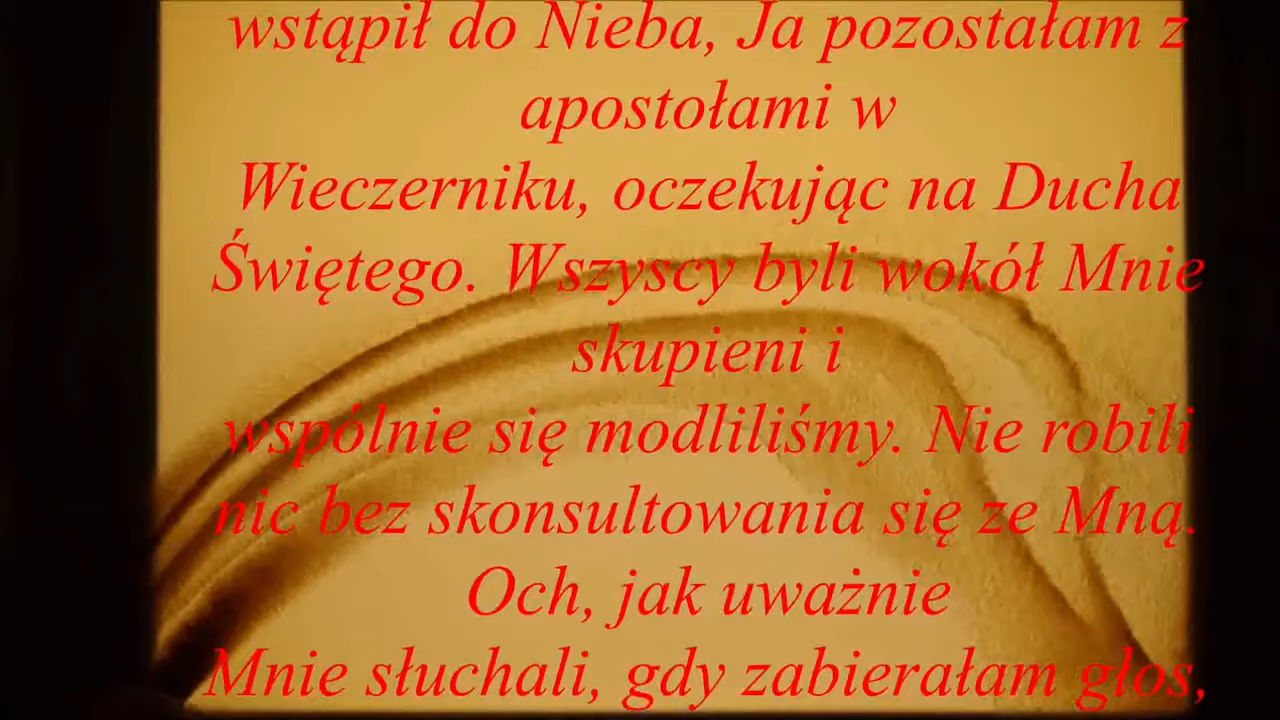 wstąpił do Nieba, Ja pozostałam z
apostołami w
Wieczerniku, oczekując na Ducha
Świętego. Wszyscy byli wokół Mnie
skupieni i
wspólnie się modliliśmy. Nie robili
nic bez skonsultowania się ze Mną.
Och, jak uważnie
Mnie słuchali, gdy zabierałam głos,